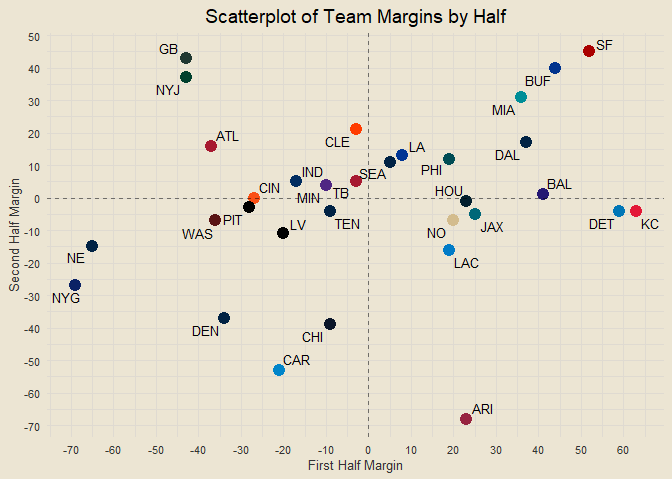 Scatterplot of Team Margins by Half
50
SF
GB
40
BUF
NYJ
MIA
30
20
ATL
CLE
LA
DAL
10
PHI
IND
SEA
CIN
MIN
TB
HOU
BAL
0
WAS
PIT
LV
TEN
NO
JAX
DET
KC
-10
NE
LAC
-20
NYG
-30
DEN
CHI
-40
CAR
-50
-60
ARI
-70
Second Half Margin
-70 -60 -50 -40 -30 -20 -10 0 10 20 30 40 50 60
First Half Margin